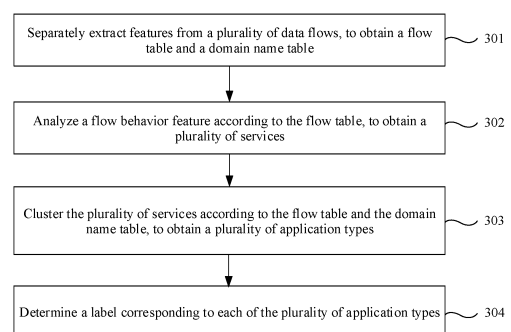 Separately extract features from a plurality of data flows, to obtain a flow
table and a domain name table
301
Analyze a flow behavior feature according to the flow table, to obtain a
plurality of services
302
Cluster the plurality of services according to the flow table and the domain
name table, to obtain a plurality of application types
303
Determine a label corresponding to each of the plurality of application types
304